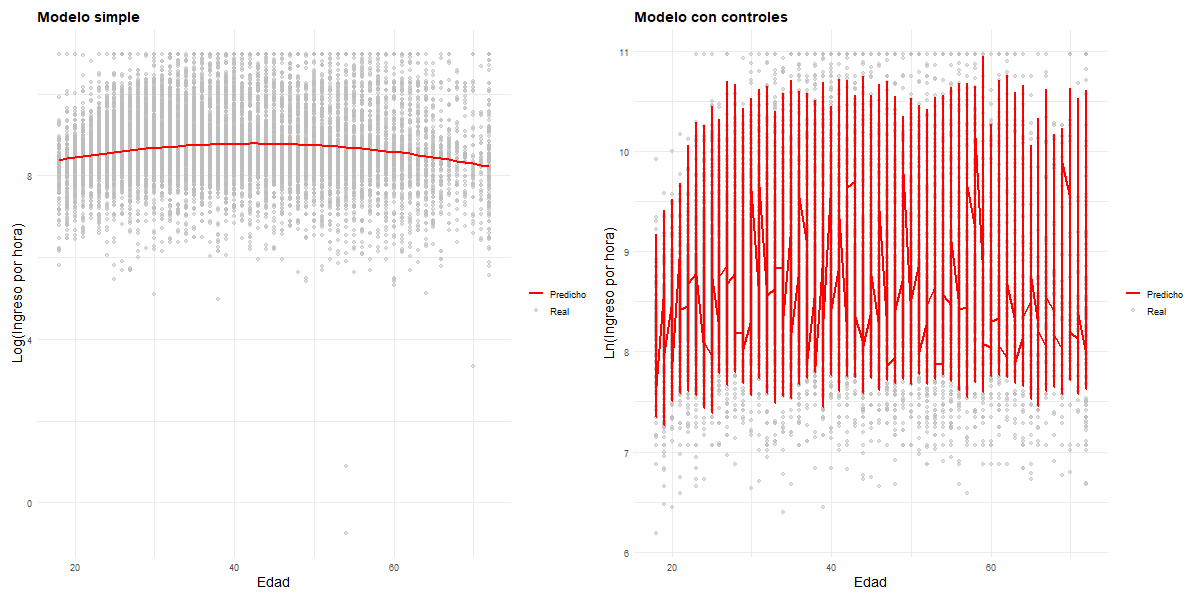 Modelo simple
Log(Ingreso por hora)
8
4
0
20
40
60
Edad
Predicho
Real
Modelo con controles
Ln(Ingreso por hora)
11
10
9
8
7
6
20
40
60
Edad
Predicho
Real